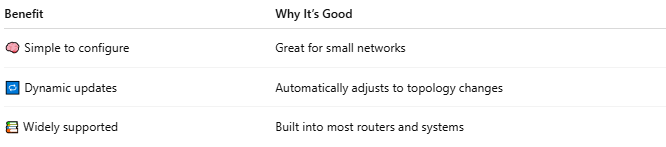 Benefit Why It's Good
🧠 Simple to configure Great for small networks
🔁 Dynamic updates Automatically adjusts to topology changes
📚 Widely supported Built into most routers and systems